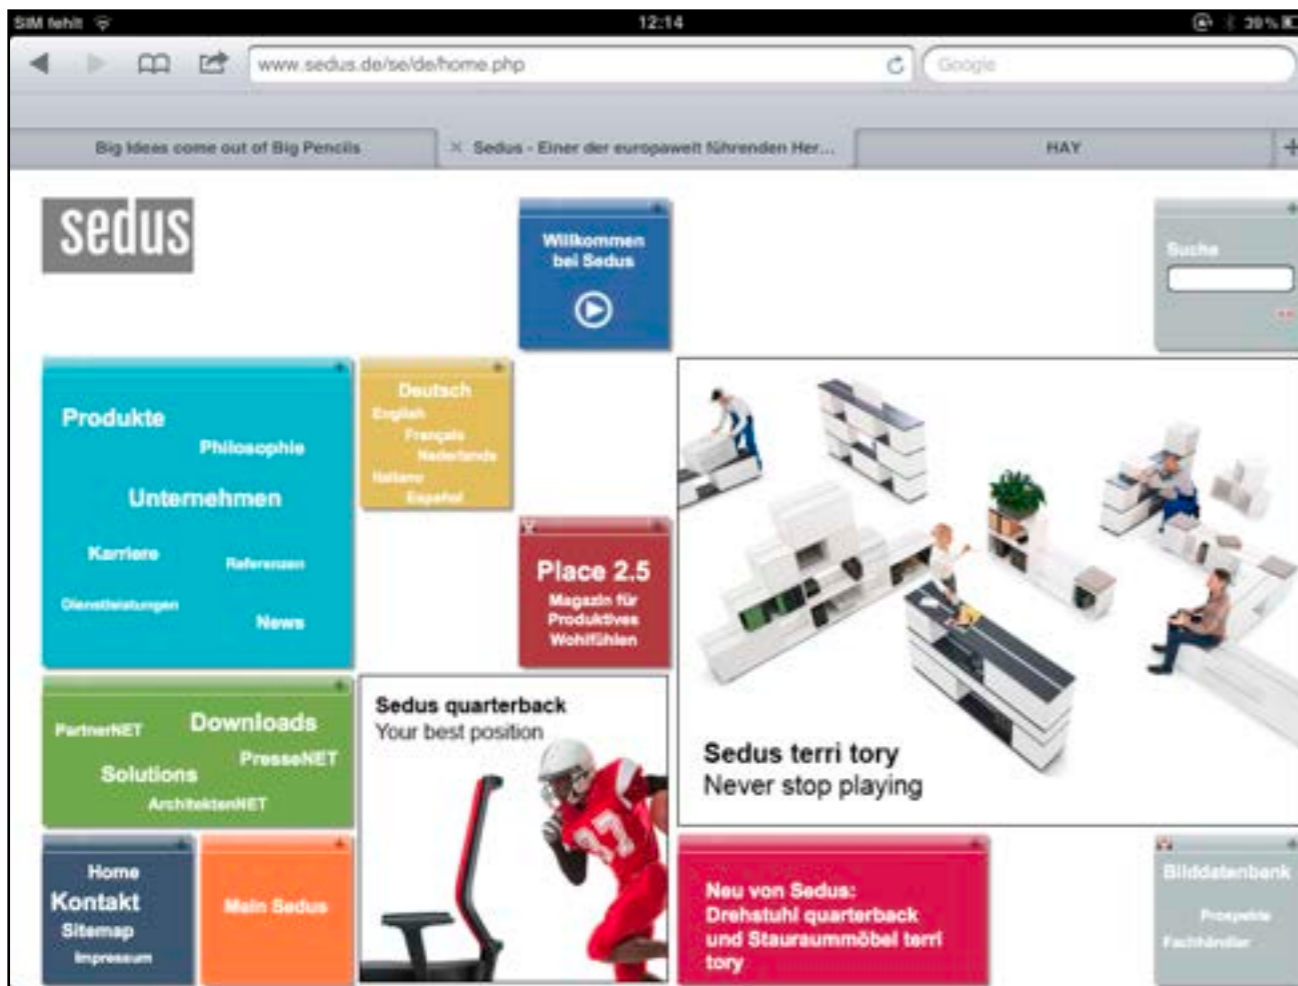 SIM fehlt
12:14
39 %
www.sedus.de/se/de/home.php
Google
Big Ideas come out of Big Pencils
Sedus - Einer der europaweit führenden Her...
HAY
sedus
Willkommen
bei Sedus
Suche
Produkte
Philosophie
Unternehmen
Karriere
Referenzen
Dienstleistungen
News
Deutsch
English
Français
Nederlands
Italiano
Español
Place 2.5
Magazin für
Produktives
Wohlfühlen
Sedus terri tory
Never stop playing
PartnerNET
Downloads
PresseNET
Solutions
ArchitektenNET
Sedus quarterback
Your best position
97
Home
Kontakt
Sitemap
Impressum
Mein Sedus
Neu von Sedus:
Drehstuhl quarterback
und Stauraummöbel terri
tory
Bilddatenbank
Prospekte
Fachhändler